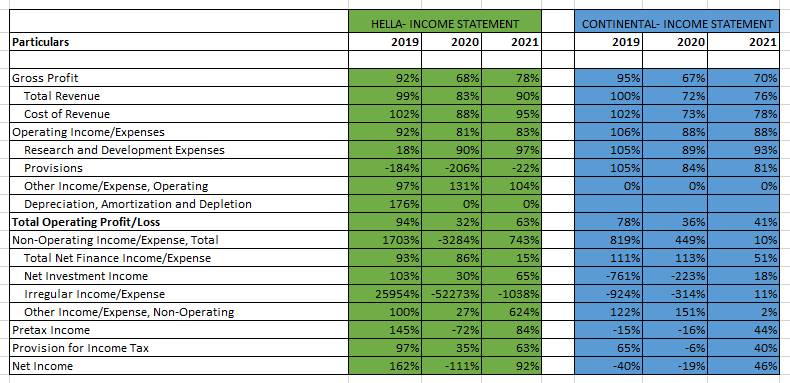 HELLA- INCOME STATEMENT CONTINENTAL- INCOME STATEMENT
Particulars 2019 2020 2021 2019 2020 2021
Gross Profit 92% 68% 78% 95% 67% 70%
Total Revenue 99% 83% 90% 100% 72% 76%
Cost of Revenue 102% 88% 95% 102% 73% 78%
Operating Income/Expenses 92% 81% 83% 106% 88% 88%
Research and Development Expenses 18% 90% 97% 105% 89% 93%
Provisions -184% -206% -22% 105% 84% 81%
Other Income/Expense, Operating 97% 131% 104% 0% 0% 0%
Depreciation, Amortization and Depletion 176% 0% 0%
Total Operating Profit/Loss 94% 32% 63% 78% 36% 41%
Non-Operating Income/Expense, Total 1703% -3284% 743% 819% 449% 10%
Total Net Finance Income/Expense 93% 86% 15% 111% 113% 51%
Net Investment Income 103% 30% 65% -761% -223% 18%
Irregular Income/Expense 25954% -52273% -1038% -924% -314% 11%
Other Income/Expense, Non-Operating 100% 27% 624% 122% 151% 2%
Pretax Income 145% -72% 84% -15% -16% 44%
Provision for Income Tax 97% 35% 63% 65% -6% 40%
Net Income 162% -111% 92% -40% -19% 46%